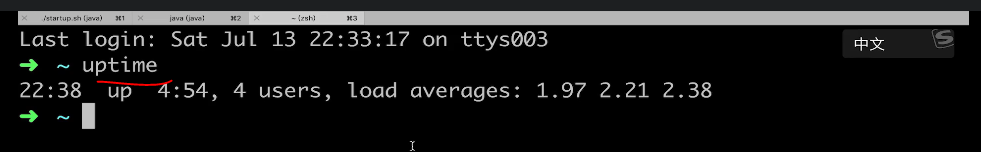 ./startup.sh (java) ⌘1 java (java) ⌘2 ~ (zsh) ⌘3
Last login: Sat Jul 13 22:33:17 on ttys003
➜ ~ uptime
22:38  up  4:54, 4 users, load averages: 1.97 2.21 2.38
➜ ~
中文